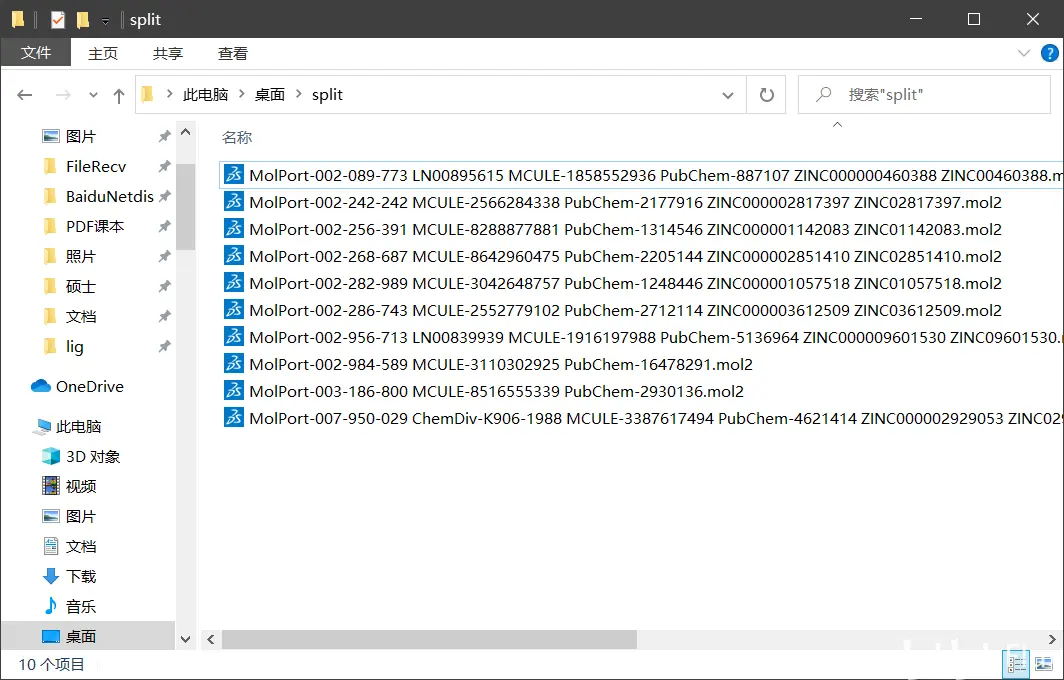 split
文件 主页 共享 查看
此电脑 桌面 split 搜索"split"
名称
图片
FileRecv
BaiduNetdis
PDF课本
照片
硕士
文档
lig
OneDrive
此电脑
3D 对象
视频
图片
文档
下载
音乐
桌面
MolPort-002-089-773 LN00895615 MCULE-1858552936 PubChem-887107 ZINC000000460388 ZINC00460388.m
MolPort-002-242-242 MCULE-2566284338 PubChem-2177916 ZINC000002817397 ZINC02817397.mol2
MolPort-002-256-391 MCULE-8288877881 PubChem-1314546 ZINC000001142083 ZINC01142083.mol2
MolPort-002-268-687 MCULE-8642960475 PubChem-2205144 ZINC000002851410 ZINC02851410.mol2
MolPort-002-282-989 MCULE-3042648757 PubChem-1248446 ZINC000001057518 ZINC01057518.mol2
MolPort-002-286-743 MCULE-2552779102 PubChem-2712114 ZINC000003612509 ZINC03612509.mol2
MolPort-002-956-713 LN00839939 MCULE-1916197988 PubChem-5136964 ZINC000009601530 ZINC09601530.
MolPort-002-984-589 MCULE-3110302925 PubChem-16478291.mol2
MolPort-003-186-800 MCULE-8516555339 PubChem-2930136.mol2
MolPort-007-950-029 ChemDiv-K906-1988 MCULE-3387617494 PubChem-4621414 ZINC000002929053 ZINC02
10 个项目